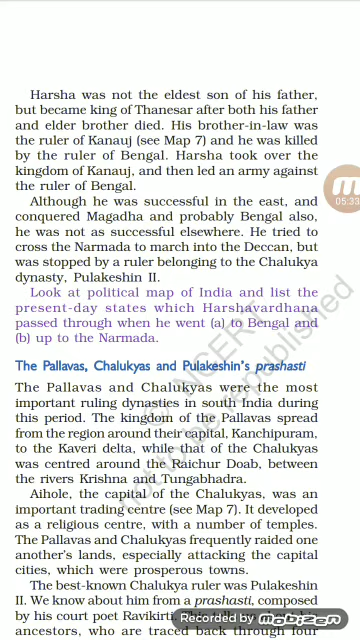 Harsha was not the eldest son of his father,
but became king of Thanesar after both his father
and elder brother died. His brother-in-law was
the ruler of Kanauj (see Map 7) and he was killed
by the ruler of Bengal. Harsha took over the
kingdom of Kanauj, and then led an army against
the ruler of Bengal.
Although he was successful in the east, and
conquered Magadha and probably Bengal also,
he was not as successful elsewhere. He tried to
cross the Narmada to march into the Deccan, but
was stopped by a ruler belonging to the Chalukya
dynasty, Pulakeshin II.
Look at political map of India and list the
present-day states which Harshavardhana
passed through when he went (a) to Bengal and
(b) up to the Narmada.
The Pallavas, Chalukyas and Pulakeshin's prashasti
The Pallavas and Chalukyas were the most
important ruling dynasties in south India during
this period. The kingdom of the Pallavas spread
from the region around their capital, Kanchipuram,
to the Kaveri delta, while that of the Chalukyas
was centred around the Raichur Doab, between
the rivers Krishna and Tungabhadra.
Aihole, the capital of the Chalukyas, was an
important trading centre (see Map 7). It developed
as a religious centre, with a number of temples.
The Pallavas and Chalukyas frequently raided one
another's lands, especially attacking the capital
cities, which were prosperous towns.
The best-known Chalukya ruler was Pulakeshin
II. We know about him from a prashasti, composed
by his court poet Ravikirti. This tells us about his
ancestors, who are traced back through four
© NCERT
not to be republished
05:33
Recorded by mobizen